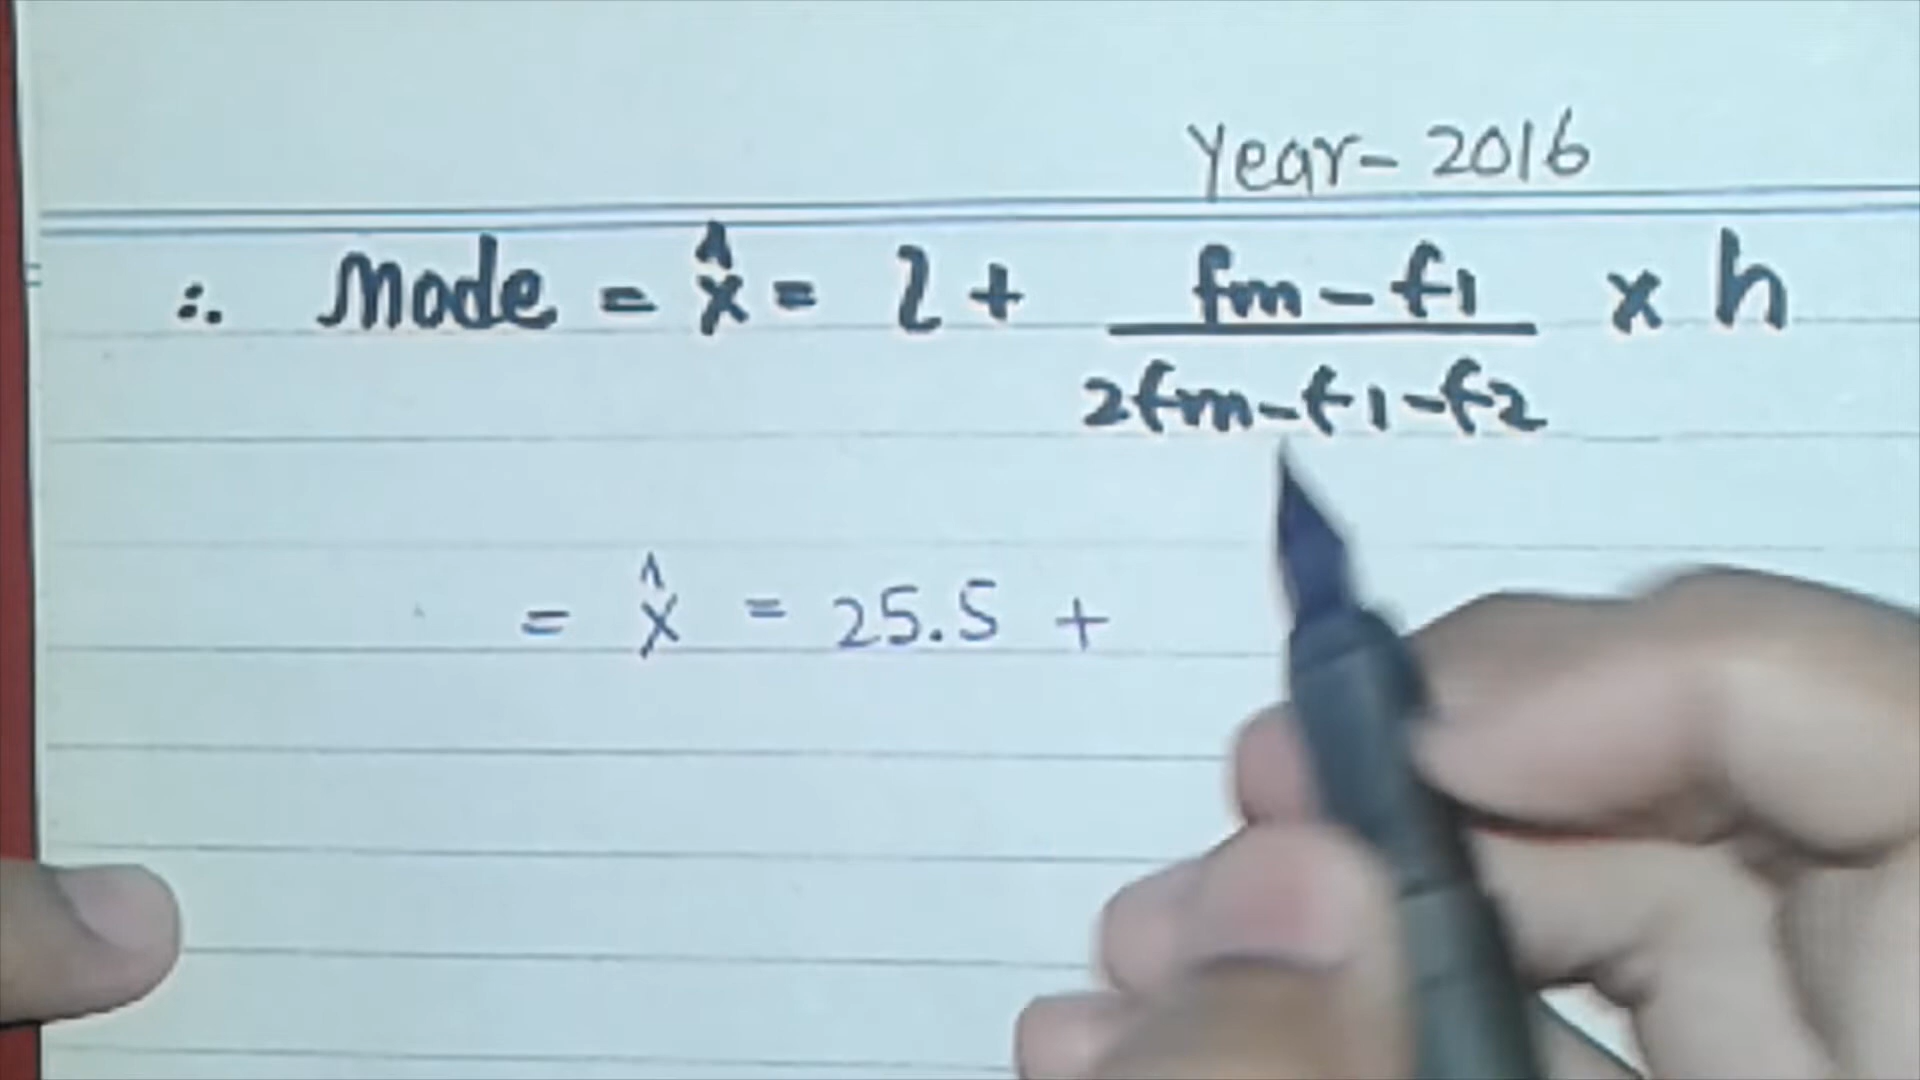 Year- 2016
∴ Mode = x̂ = l + fm - f1 / 2fm - f1 - f2 × h
= x̂ = 25.5 +